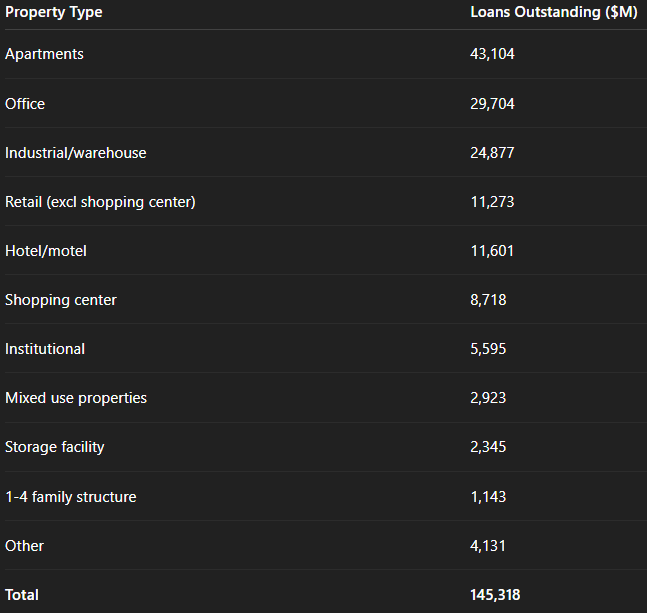 Property Type Loans Outstanding ($M)
Apartments 43,104
Office 29,704
Industrial/warehouse 24,877
Retail (excl shopping center) 11,273
Hotel/motel 11,601
Shopping center 8,718
Institutional 5,595
Mixed use properties 2,923
Storage facility 2,345
1-4 family structure 1,143
Other 4,131
Total 145,318